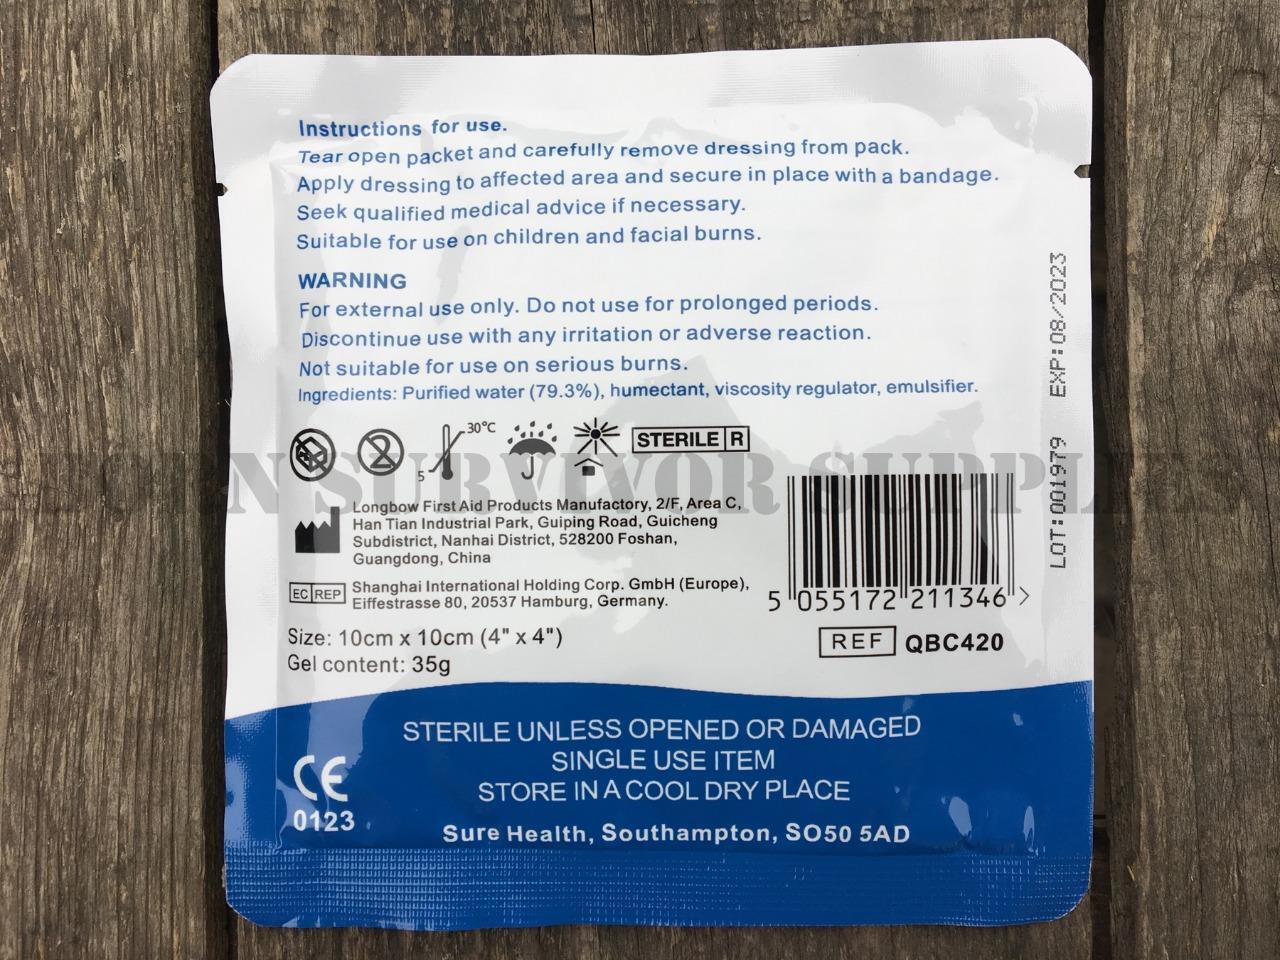 Instructions for use.
Tear open packet and carefully remove dressing from pack.
Apply dressing to affected area and secure in place with a bandage.
Seek qualified medical advice if necessary.
Suitable for use on children and facial burns.
WARNING
For external use only. Do not use for prolonged periods.
Discontinue use with any irritation or adverse reaction.
Not suitable for use on serious burns.
Ingredients: Purified water (79.3%), humectant, viscosity regulator, emulsifier.
2
5
30°C
STERILE R
Longbow First Aid Products Manufactory, 2/F, Area C,
Han Tian Industrial Park, Guiping Road, Guicheng
Subdistrict, Nanhai District, 528200 Foshan,
Guangdong, China
EC REP
Shanghai International Holding Corp. GmbH (Europe),
Eiffestrasse 80, 20537 Hamburg, Germany.
Size: 10cm x 10cm (4" x 4")
Gel content: 35g
5 055172 211346 >
REF QBC420
LOT:001979 EXP:08/2023
STERILE UNLESS OPENED OR DAMAGED
SINGLE USE ITEM
STORE IN A COOL DRY PLACE
CE
0123
Sure Health, Southampton, SO50 5AD
SURVIVOR